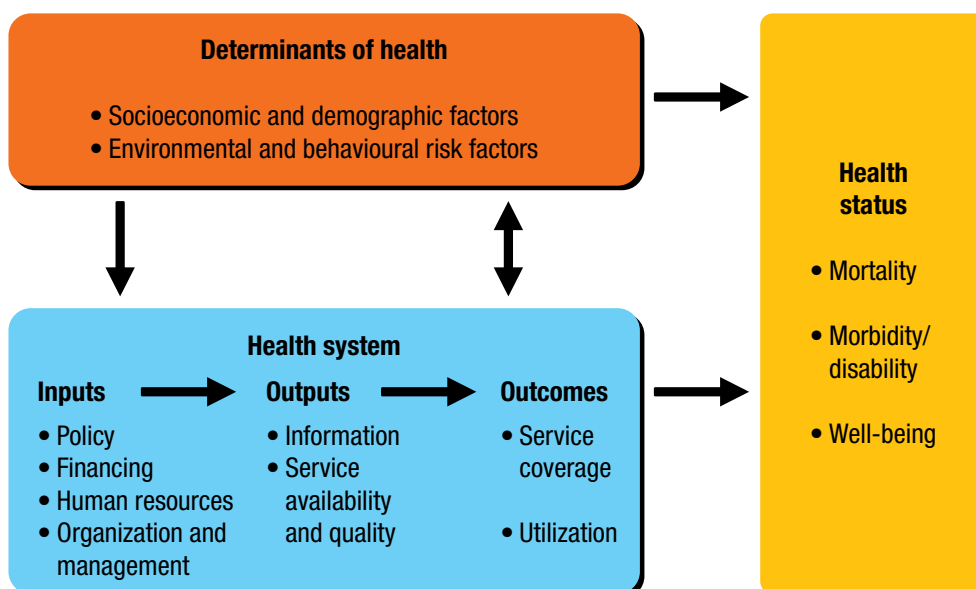 Determinants of health
• Socioeconomic and demographic factors
• Environmental and behavioural risk factors
Health
status
• Mortality
• Morbidity/
disability
• Well-being
Health system
Inputs
• Policy
• Financing
• Human resources
• Organization and
management
Outputs
• Information
• Service
availability
and quality
Outcomes
• Service
coverage
• Utilization